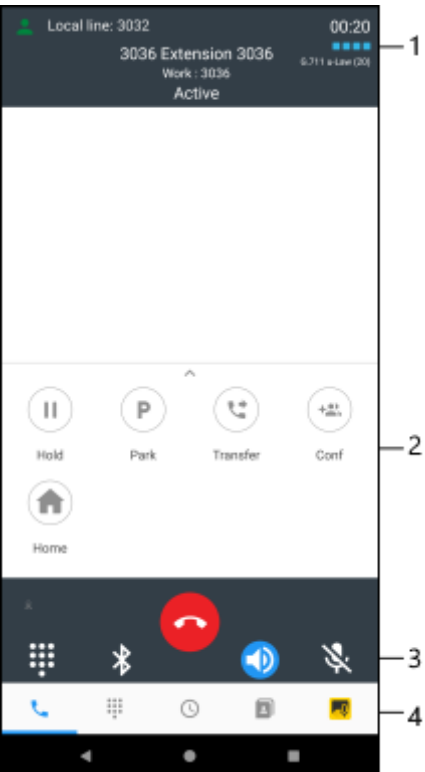 Local line: 3032
00:20
3036 Extension 3036
Work : 3036
G.711 a-Law (20)
Active
1
P
Hold
Park
Transfer
Conf
2
Home
3
4